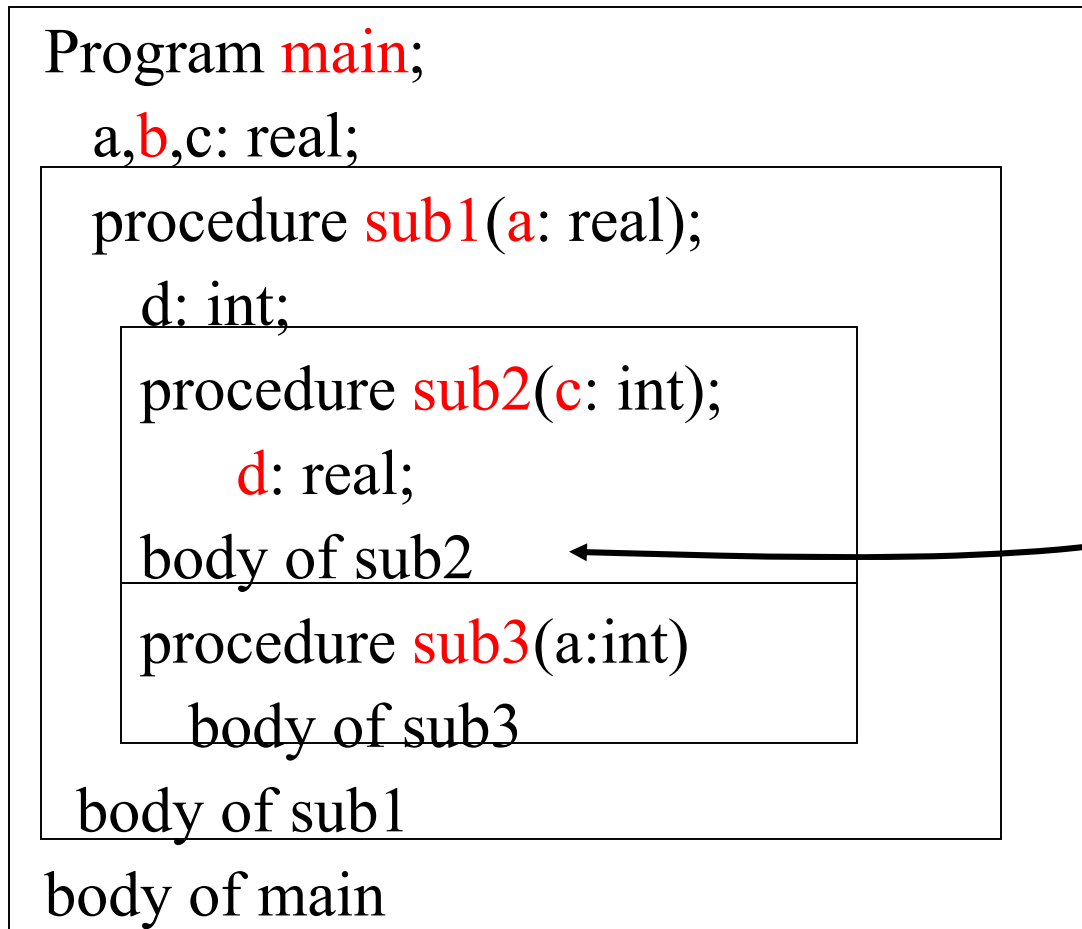 Program main;
a,b,c: real;
procedure sub1(a: real);
d: int;
procedure sub2(c: int);
d: real;
body of sub2
procedure sub3(a:int)
body of sub3
body of sub1
body of main